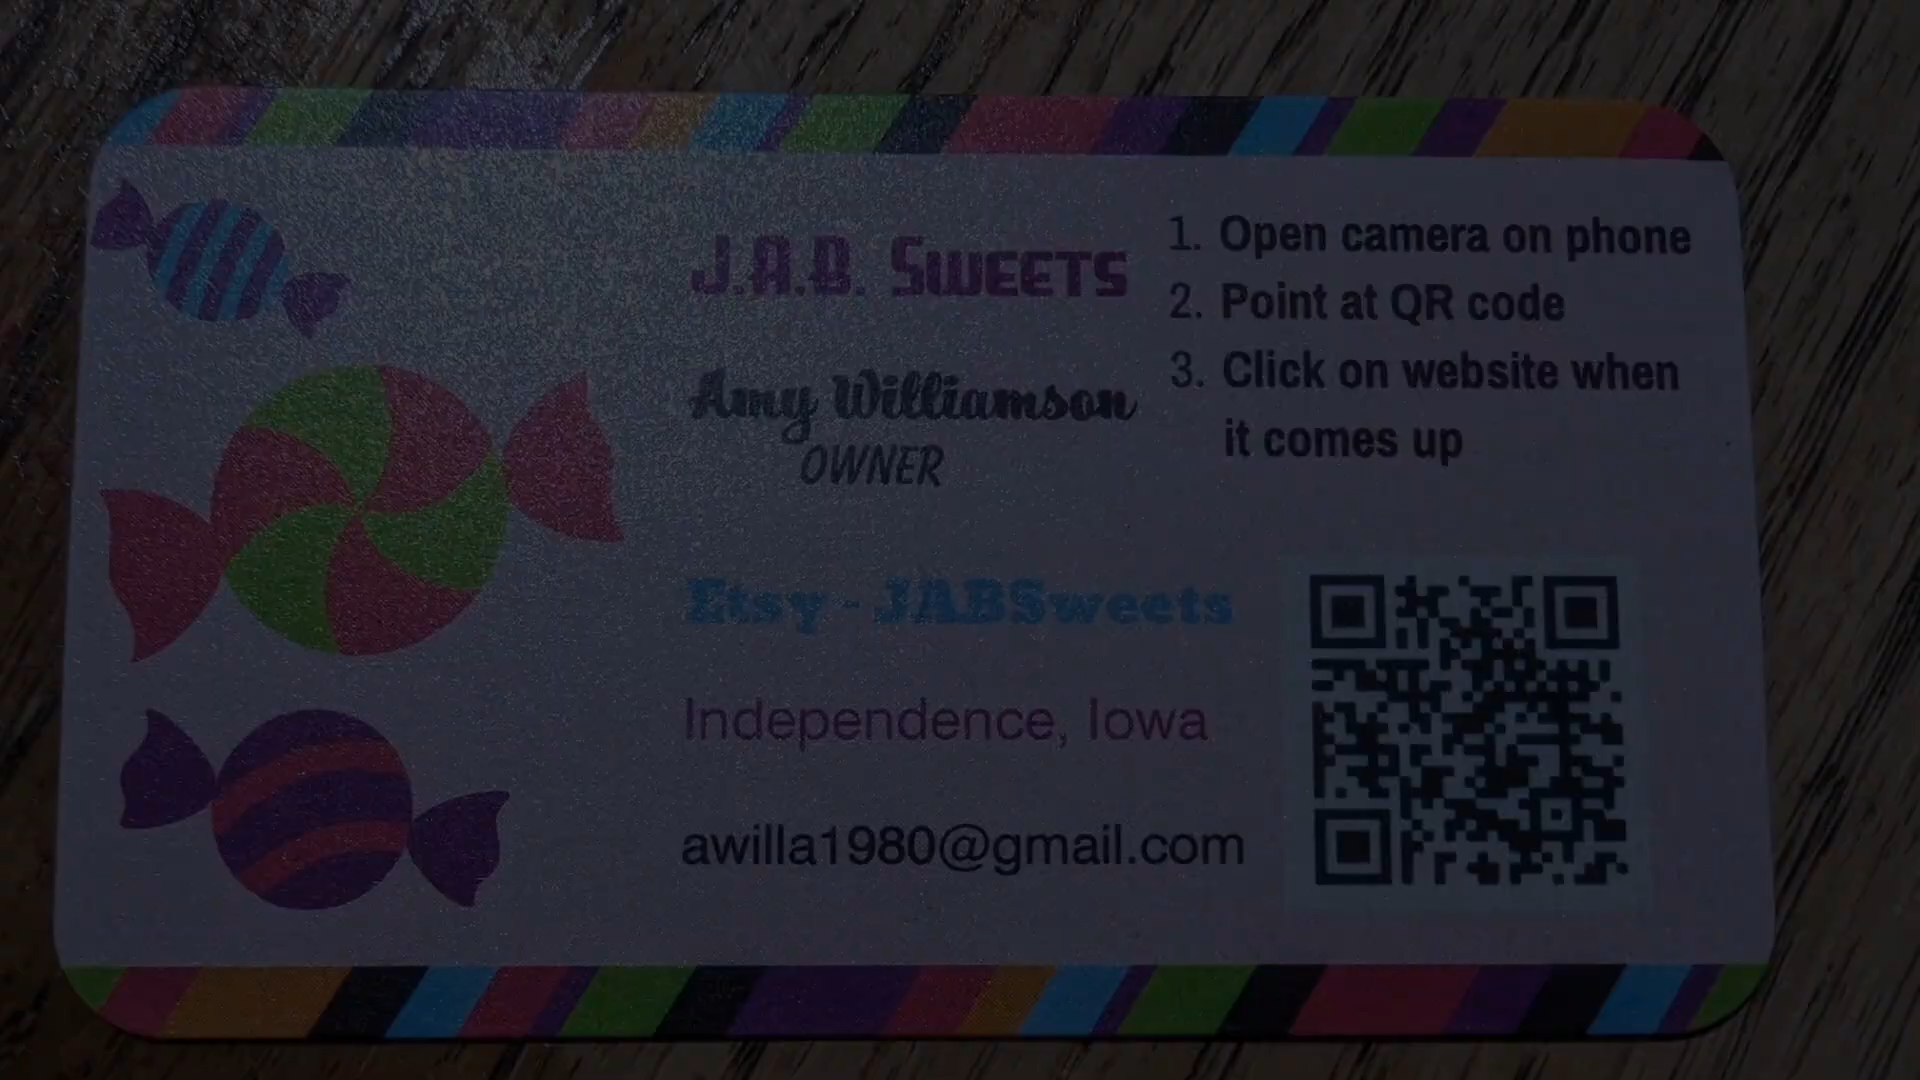 J.A.B. Sweets
Amy Williamson
OWNER
Etsy - JABSweets
Independence, Iowa
awilla1980@gmail.com
1. Open camera on phone
2. Point at QR code
3. Click on website when
it comes up